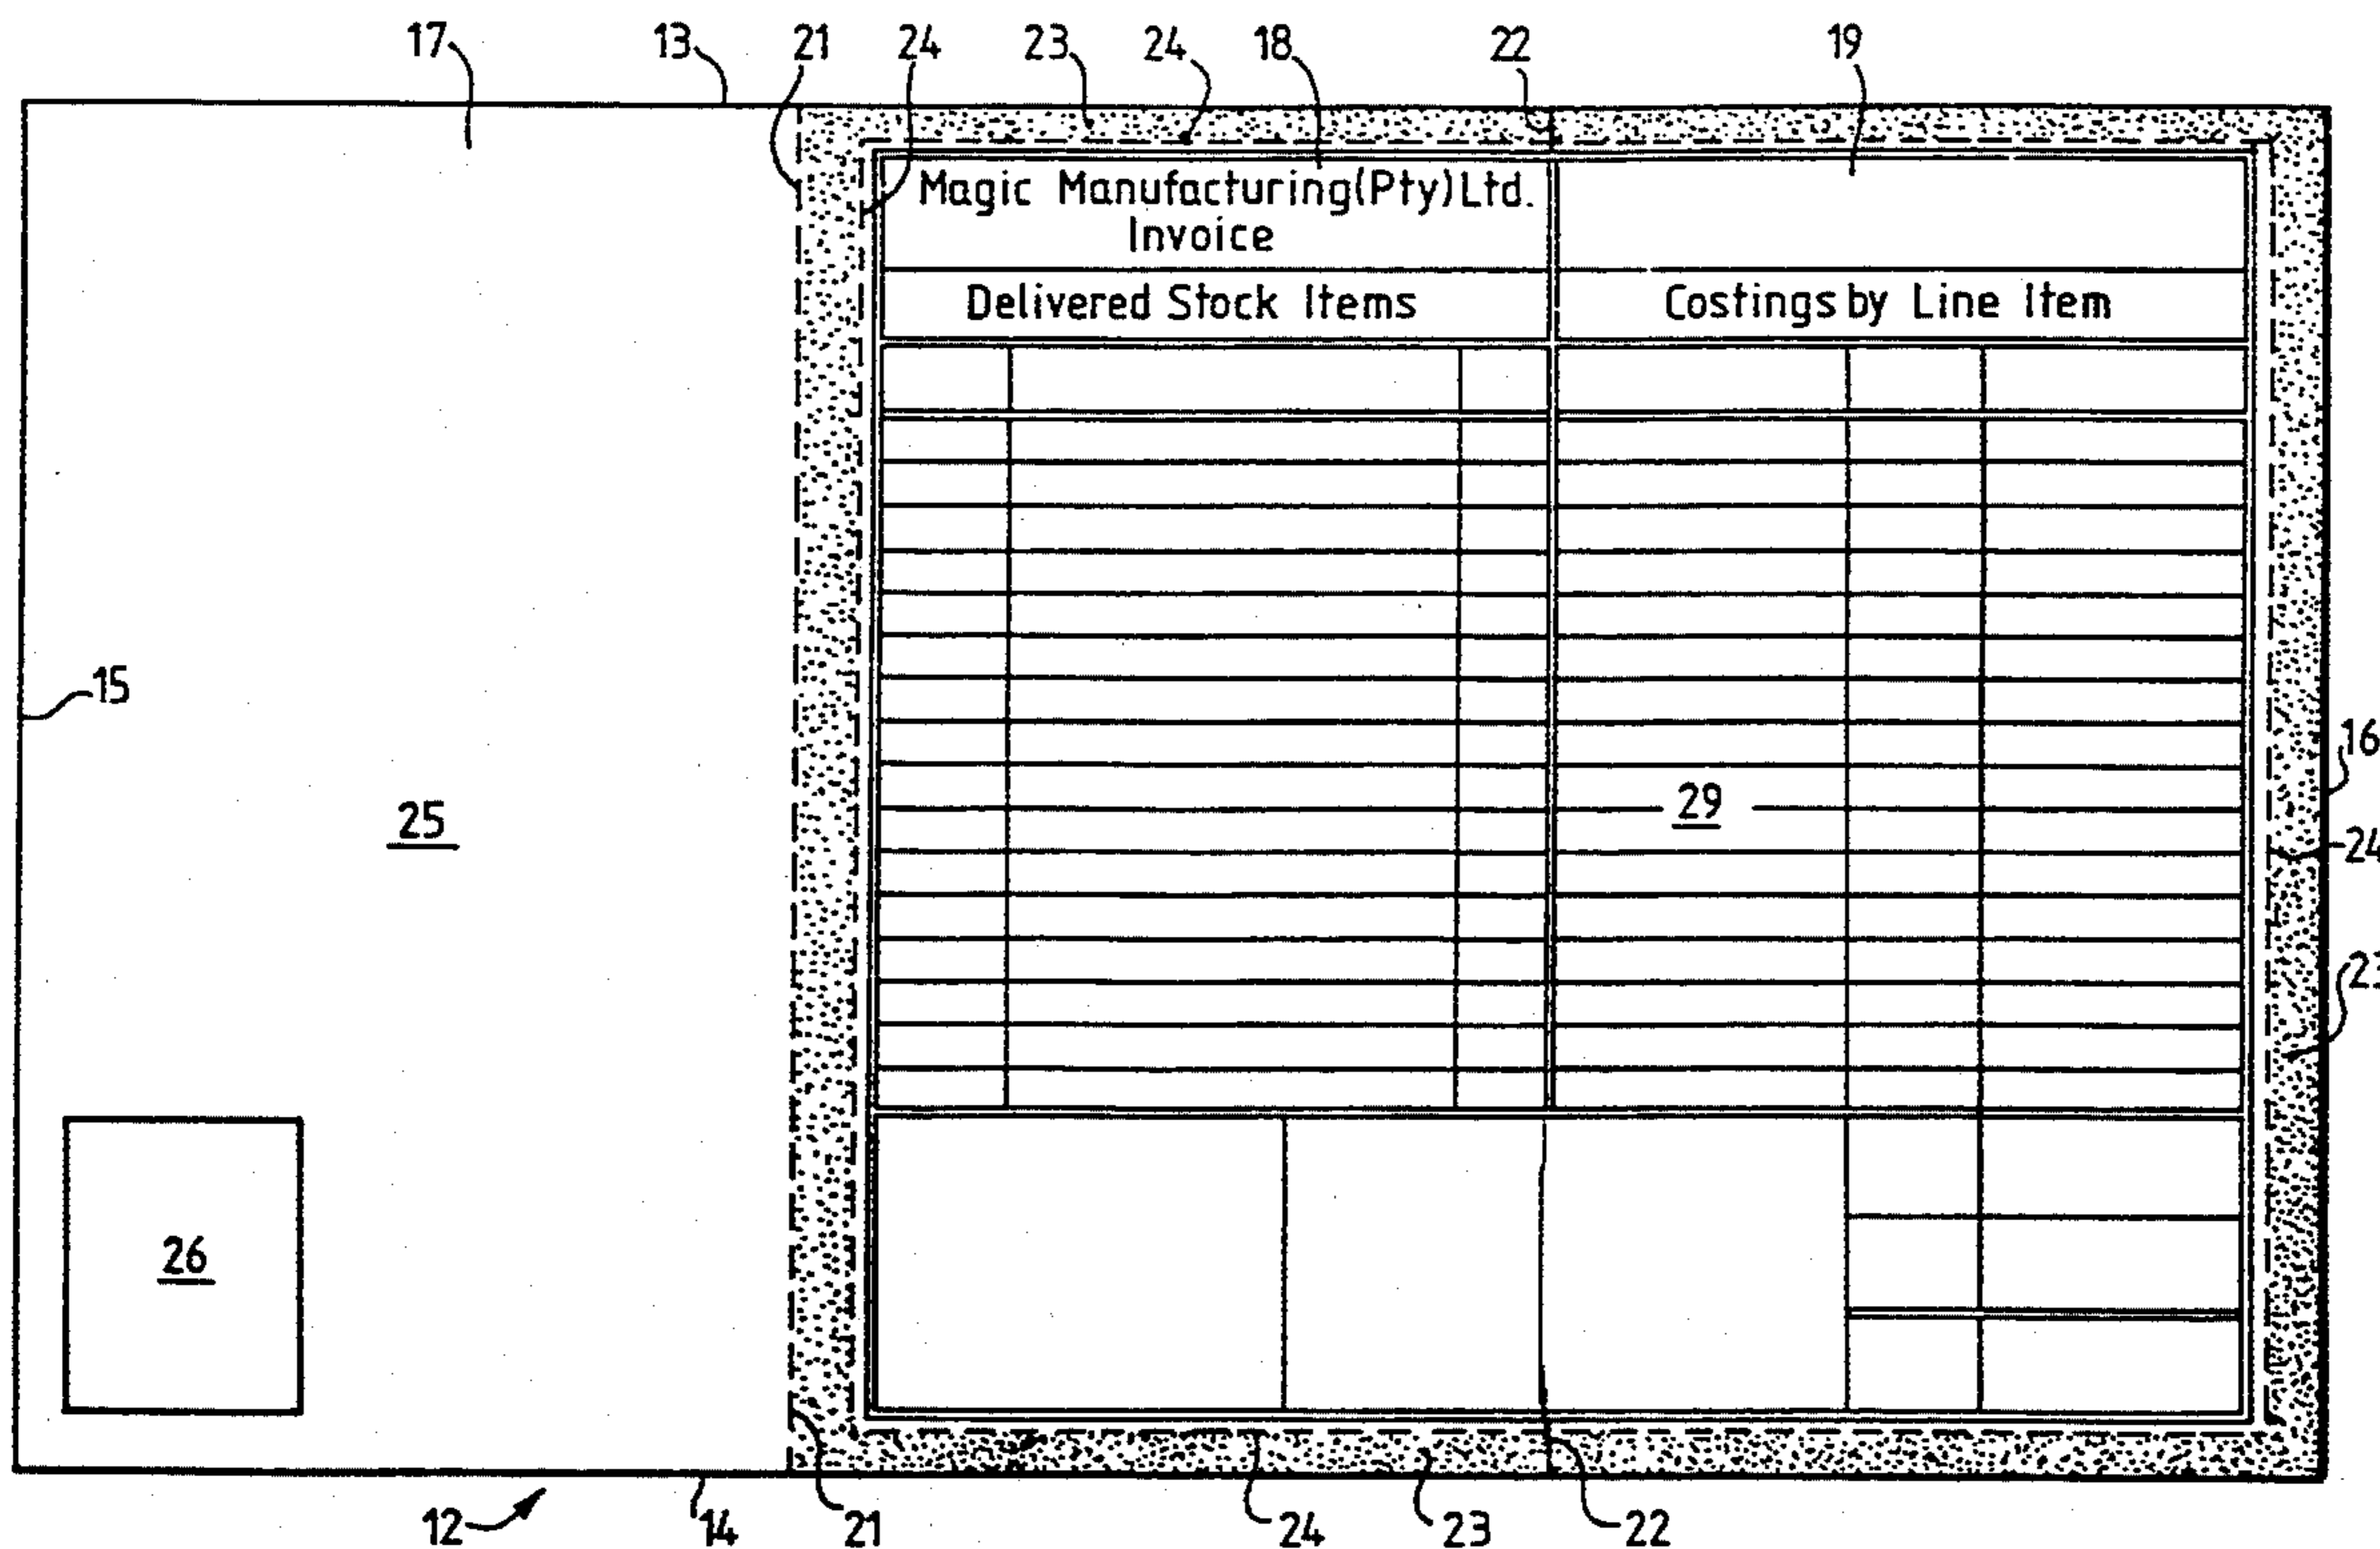 17 13 21 24 23 24 18 22 19
Magic Manufacturing(Pty)Ltd.
Invoice
Delivered Stock Items
Costings by Line Item
15
16
25
29
24
23
26
12 14 21 24 23 22